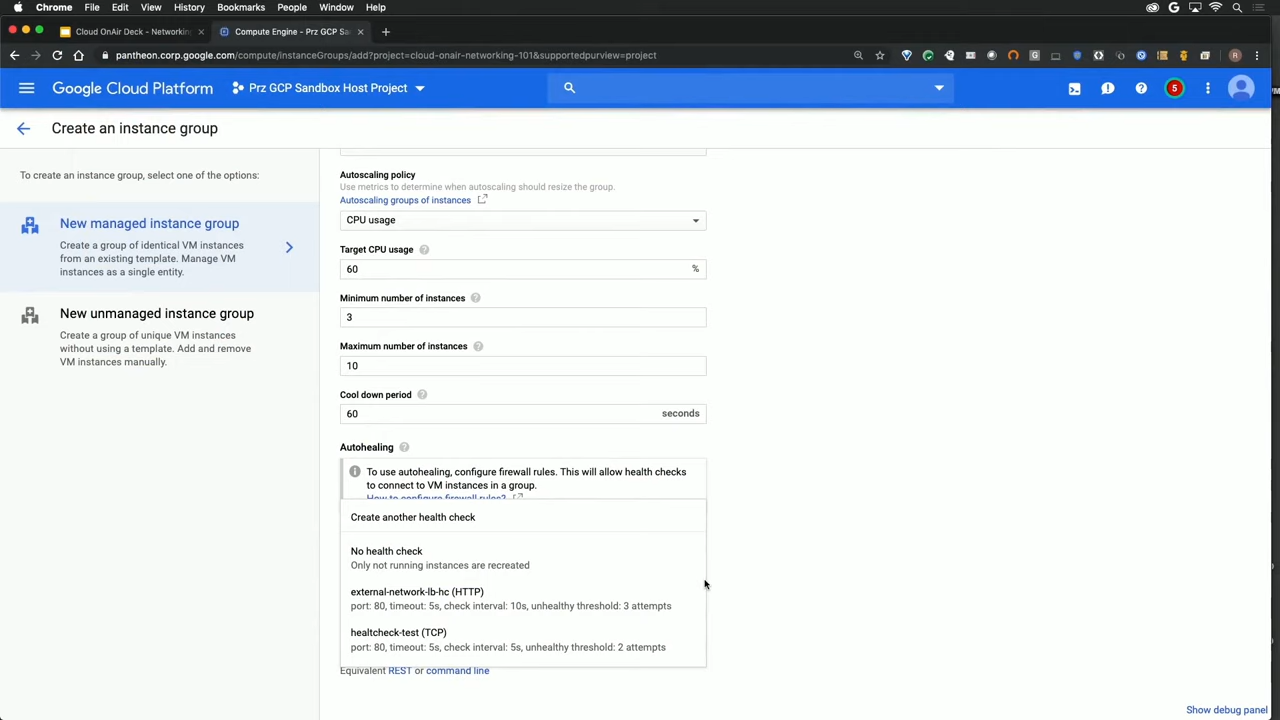 Chrome File Edit View History Bookmarks People Window Help
Cloud OnAir Deck - Networking
Compute Engine - Prz GCP Sa
pantheon.corp.google.com/compute/instanceGroups/add?project=cloud-onair-networking-101&supportedpurview=project
R
Google Cloud Platform
Prz GCP Sandbox Host Project
5
Create an instance group
To create an instance group, select one of the options:
New managed instance group
Create a group of identical VM instances
from an existing template. Manage VM
instances as a single entity.
New unmanaged instance group
Create a group of unique VM instances
without using a template. Add and remove
VM instances manually.
Autoscaling policy
Use metrics to determine when autoscaling should resize the group.
Autoscaling groups of instances
CPU usage
Target CPU usage
60 %
Minimum number of instances
3
Maximum number of instances
10
Cool down period
60 seconds
Autohealing
To use autohealing, configure firewall rules. This will allow health checks
to connect to VM instances in a group.
How to configure firewall rules?
Create another health check
No health check
Only not running instances are recreated
external-network-lb-hc (HTTP)
port: 80, timeout: 5s, check interval: 10s, unhealthy threshold: 3 attempts
healtcheck-test (TCP)
port: 80, timeout: 5s, check interval: 5s, unhealthy threshold: 2 attempts
Equivalent REST or command line
Show debug panel